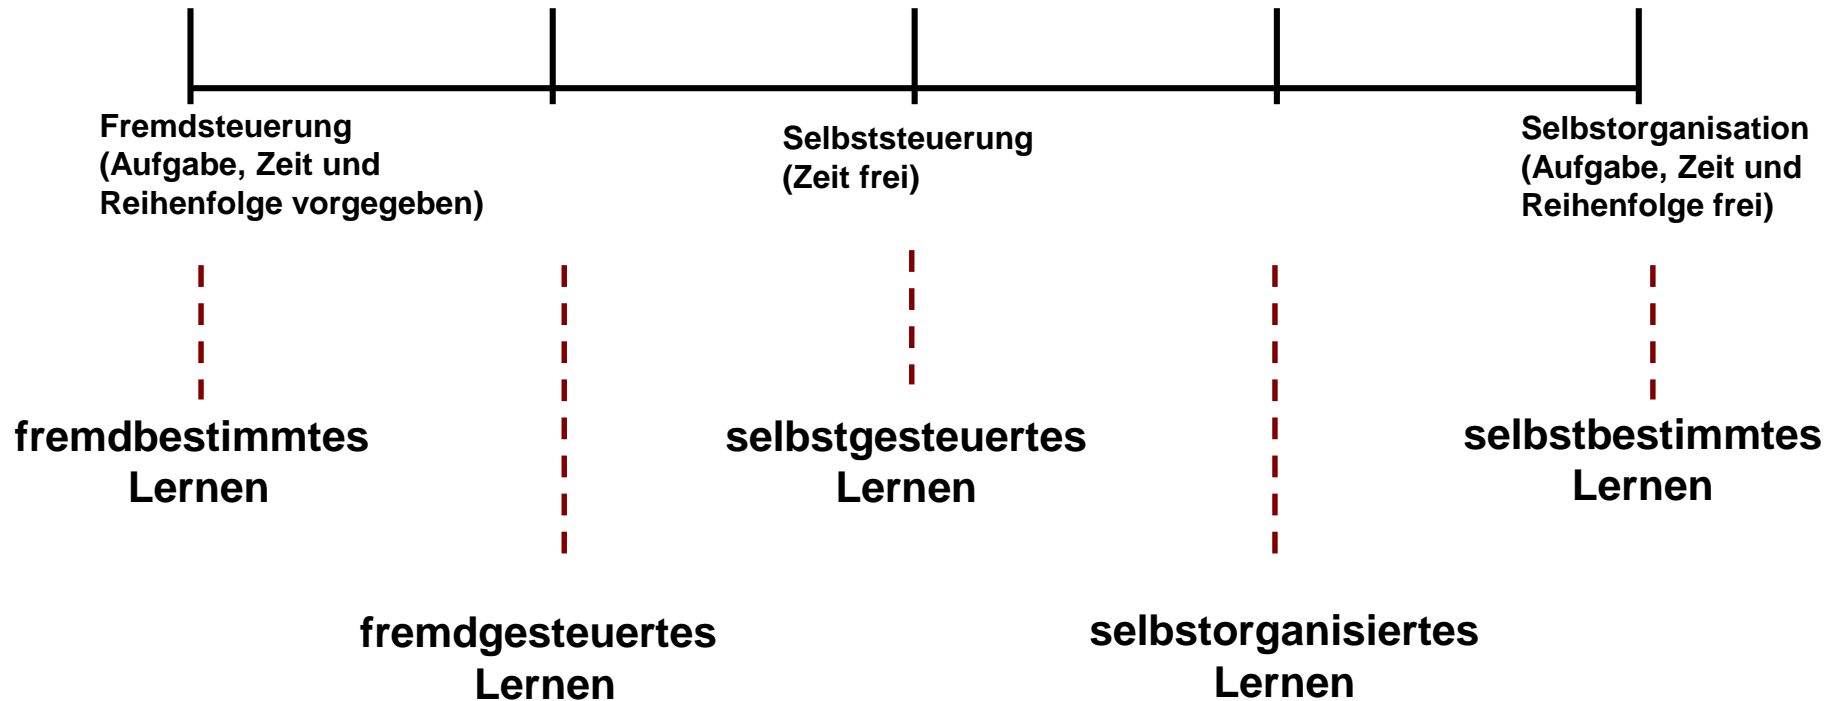 Fremdsteuerung
(Aufgabe, Zeit und
Reihenfolge vorgegeben)
Selbststeuerung
(Zeit frei)
Selbstorganisation
(Aufgabe, Zeit und
Reihenfolge frei)
fremdbestimmtes
Lernen
selbstgesteuertes
Lernen
selbstbestimmtes
Lernen
fremdgesteuertes
Lernen
selbstorganisiertes
Lernen